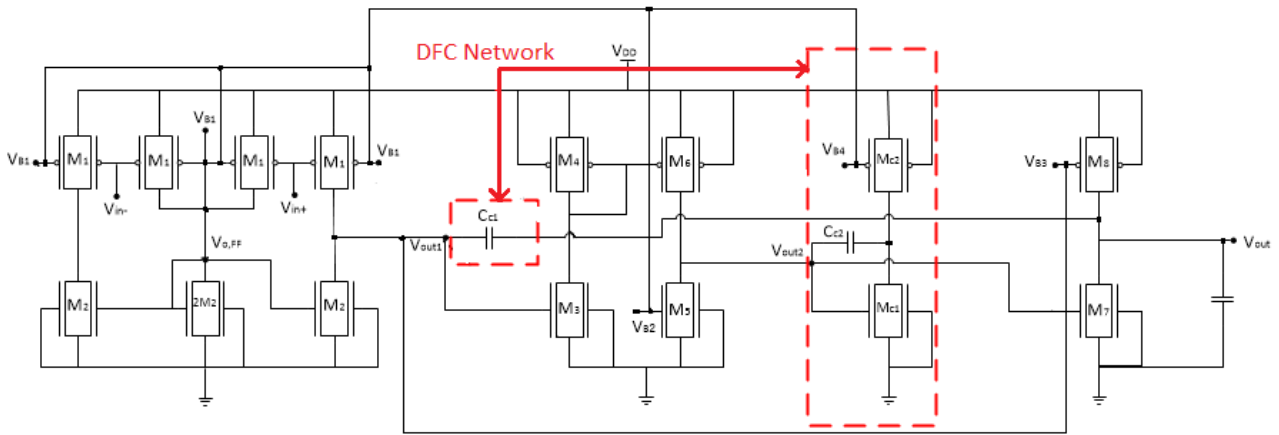 DFC Network
VDD
VB1
VB1
M1
M1
M1
M1
VB1
Vin-
Vin+
M4
M6
VB4
Mc2
VB3
M8
Cc1
Vo,FF
Vout1
Vout2
Cc2
Vout
M2
2M2
M2
M3
VB2
M5
Mc1
M7